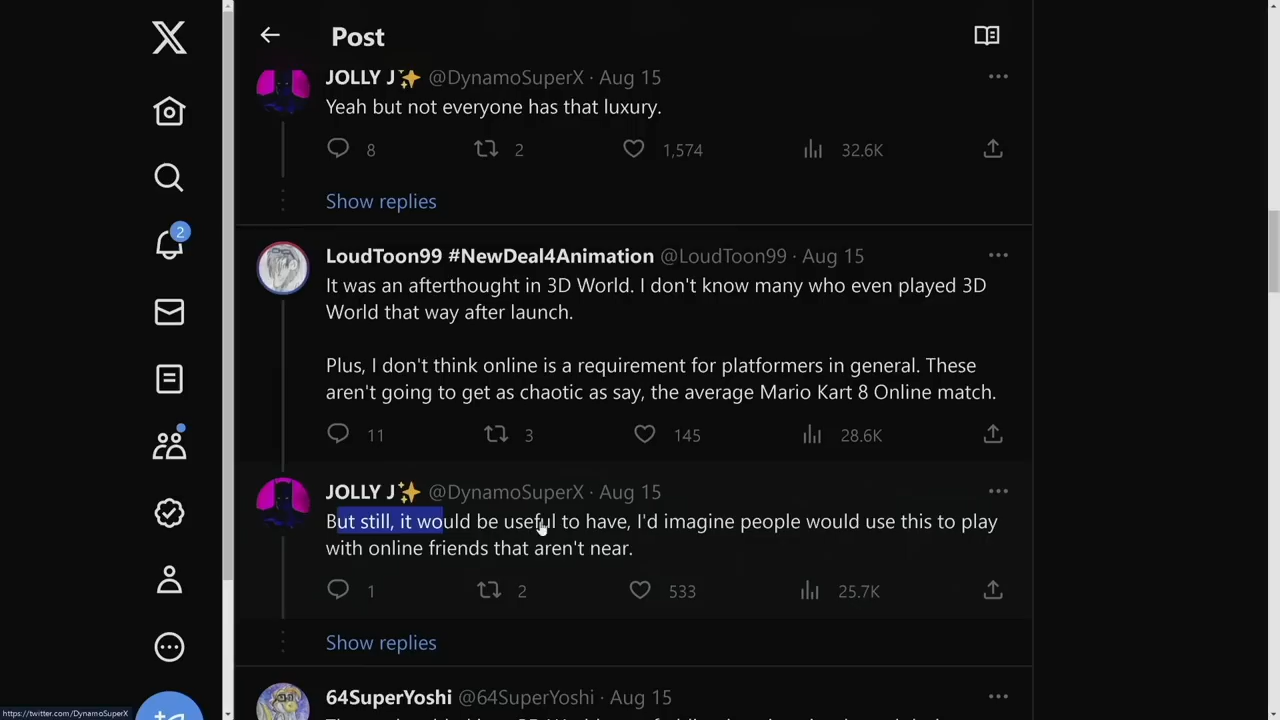 Post
JOLLY J✨ @DynamoSuperX · Aug 15
Yeah but not everyone has that luxury.
8 2 1,574 32.6K
Show replies
2
LoudToon99 #NewDeal4Animation @LoudToon99 · Aug 15
It was an afterthought in 3D World. I don't know many who even played 3D
World that way after launch.
Plus, I don't think online is a requirement for platformers in general. These
aren't going to get as chaotic as say, the average Mario Kart 8 Online match.
11 3 145 28.6K
JOLLY J✨ @DynamoSuperX · Aug 15
But still, it would be useful to have, I'd imagine people would use this to play
with online friends that aren't near.
1 2 533 25.7K
Show replies
64SuperYoshi @64SuperYoshi · Aug 15
https://twitter.com/DynamoSuperX